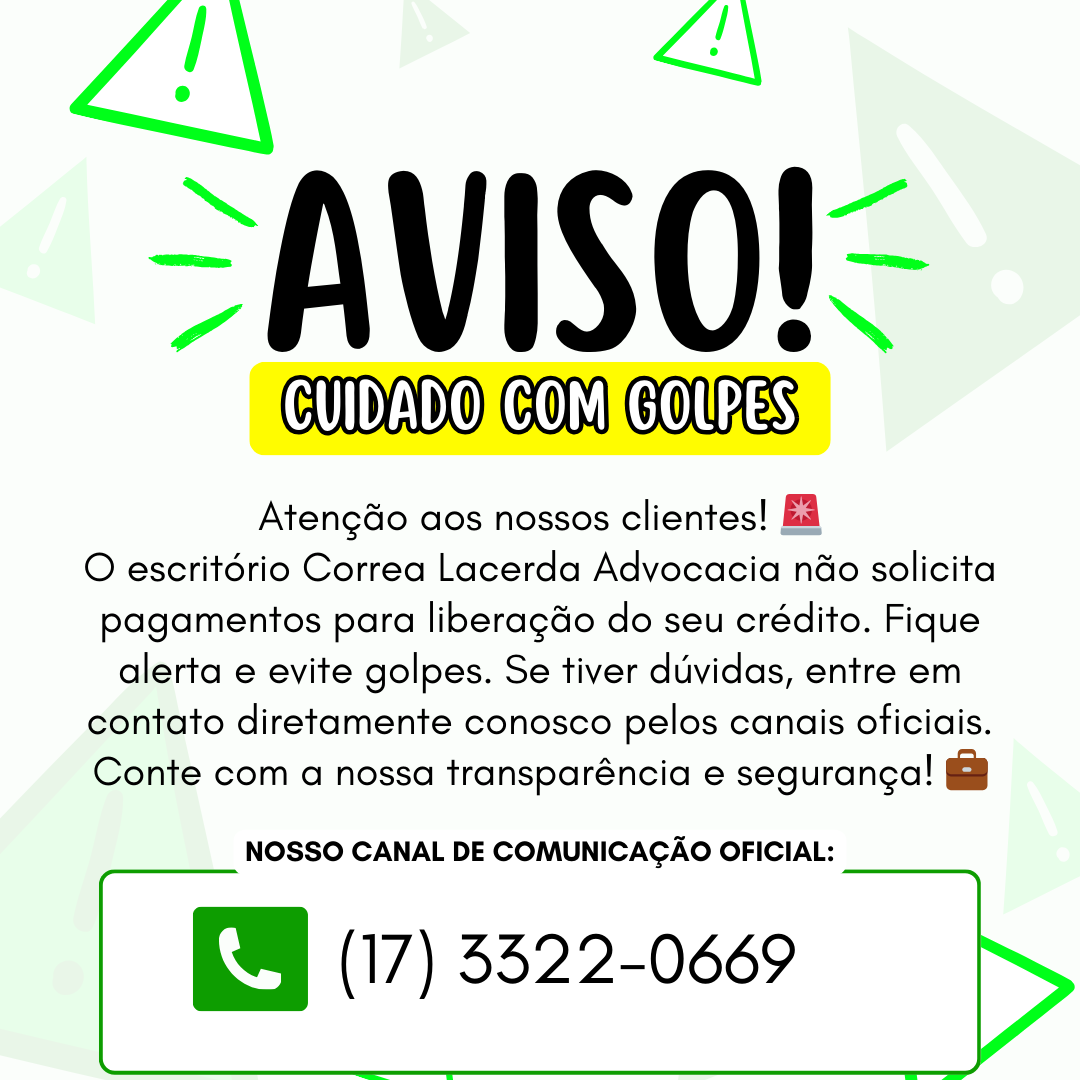 AVISO!
CUIDADO COM GOLPES
Atenção aos nossos clientes! 🚨
O escritório Correa Lacerda Advocacia não solicita
pagamentos para liberação do seu crédito. Fique
alerta e evite golpes. Se tiver dúvidas, entre em
contato diretamente conosco pelos canais oficiais.
Conte com a nossa transparência e segurança! 💼
NOSSO CANAL DE COMUNICAÇÃO OFICIAL:
(17) 3322-0669